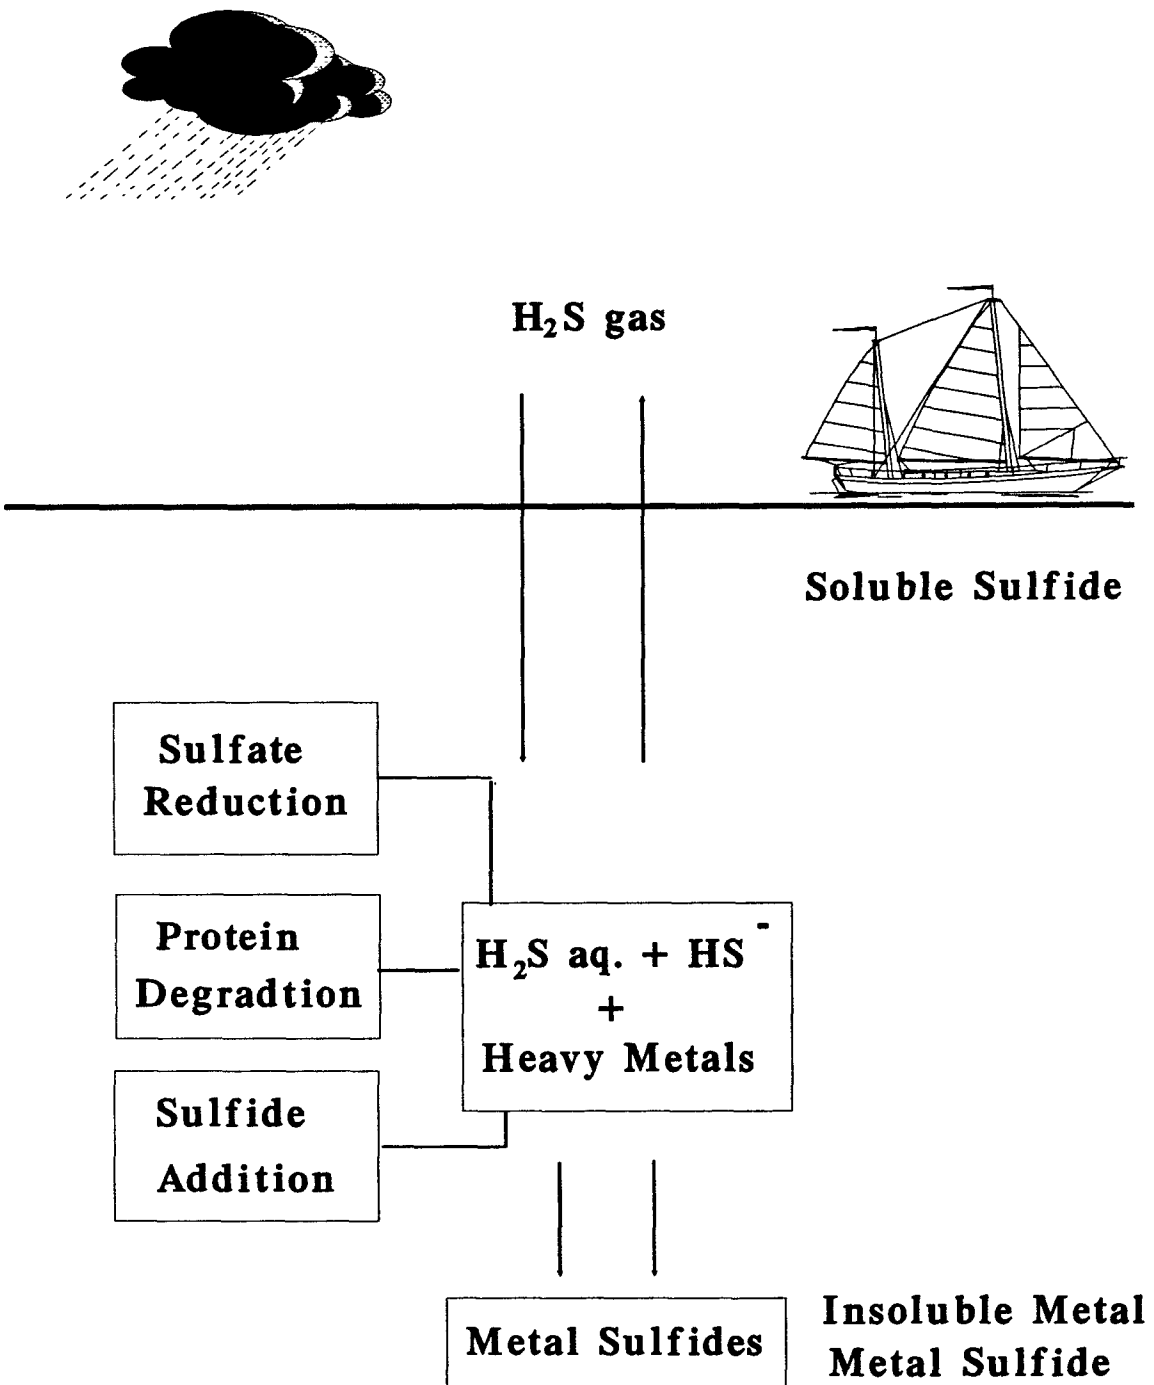 H₂S gas
Soluble Sulfide
Sulfate
Reduction
Protein
Degradtion
Sulfide
Addition
H₂S aq. + HS⁻
+
Heavy Metals
Metal Sulfides
Insoluble Metal
Metal Sulfide